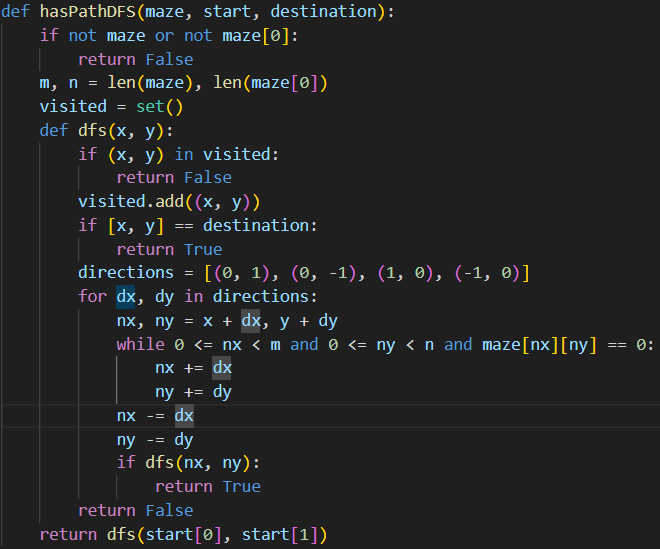 def hasPathDFS(maze, start, destination):
    if not maze or not maze[0]:
        return False
    m, n = len(maze), len(maze[0])
    visited = set()
    def dfs(x, y):
        if (x, y) in visited:
            return False
        visited.add((x, y))
        if [x, y] == destination:
            return True
        directions = [(0, 1), (0, -1), (1, 0), (-1, 0)]
        for dx, dy in directions:
            nx, ny = x + dx, y + dy
            while 0 <= nx < m and 0 <= ny < n and maze[nx][ny] == 0:
                nx += dx
                ny += dy
            nx -= dx
            ny -= dy
            if dfs(nx, ny):
                return True
        return False
    return dfs(start[0], start[1])